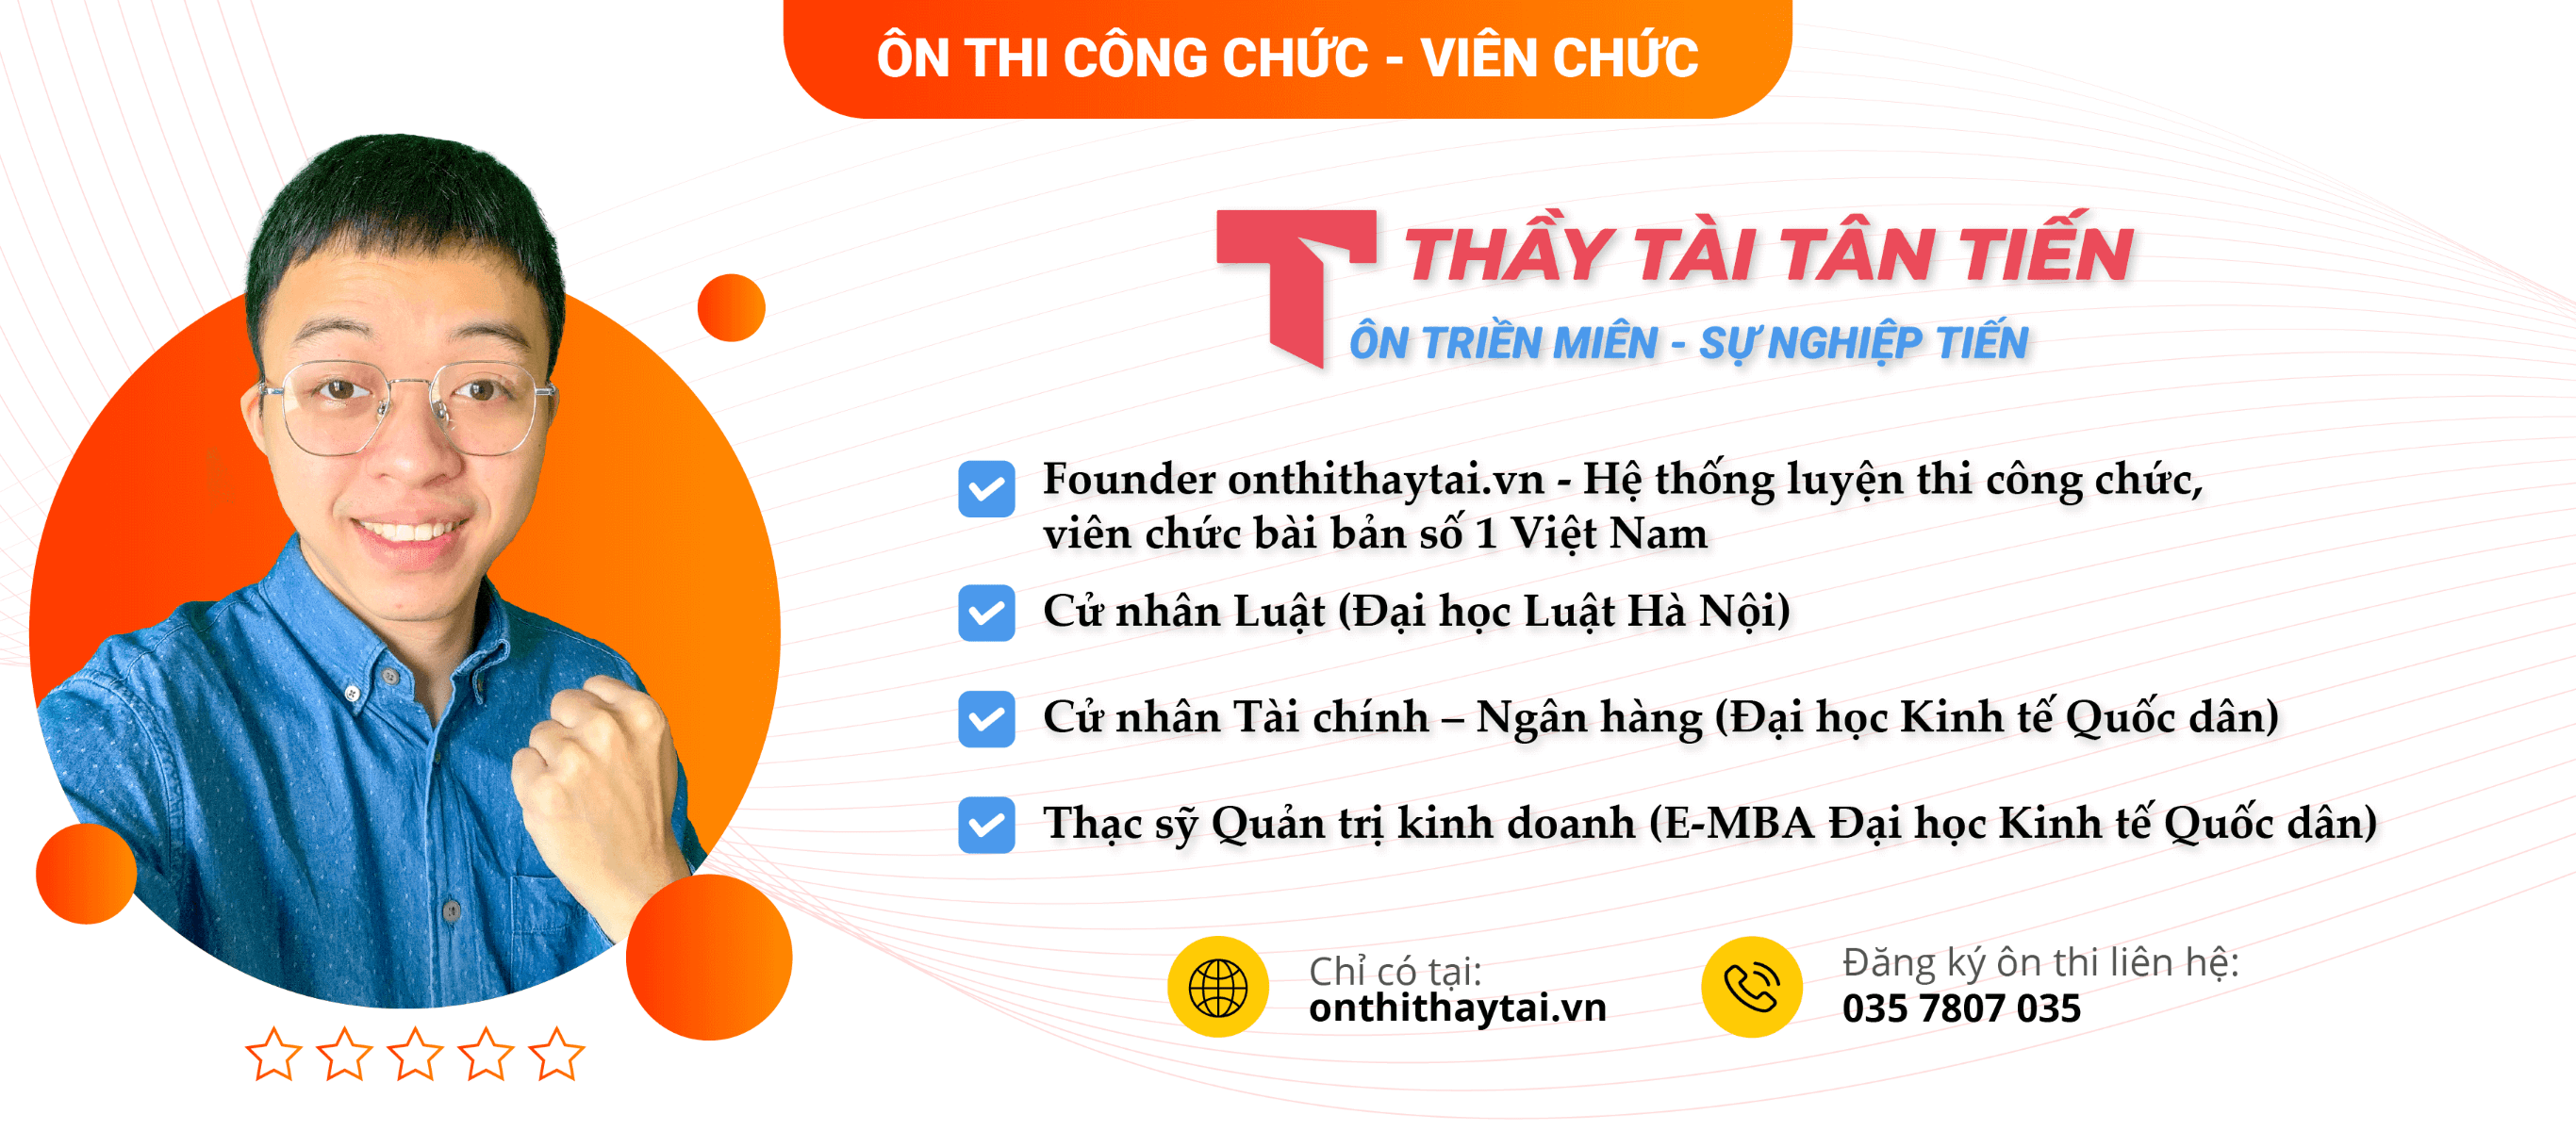 ÔN THI CÔNG CHỨC - VIÊN CHỨC
THẦY TÀI TÂN TIẾN
ÔN TRIỀN MIÊN - SỰ NGHIỆP TIẾN
Founder onthithaytai.vn - Hệ thống luyện thi công chức,
viên chức bài bản số 1 Việt Nam
Cử nhân Luật (Đại học Luật Hà Nội)
Cử nhân Tài chính – Ngân hàng (Đại học Kinh tế Quốc dân)
Thạc sỹ Quản trị kinh doanh (E-MBA Đại học Kinh tế Quốc dân)
Chỉ có tại:
onthithaytai.vn
Đăng ký ôn thi liên hệ:
035 7807 035